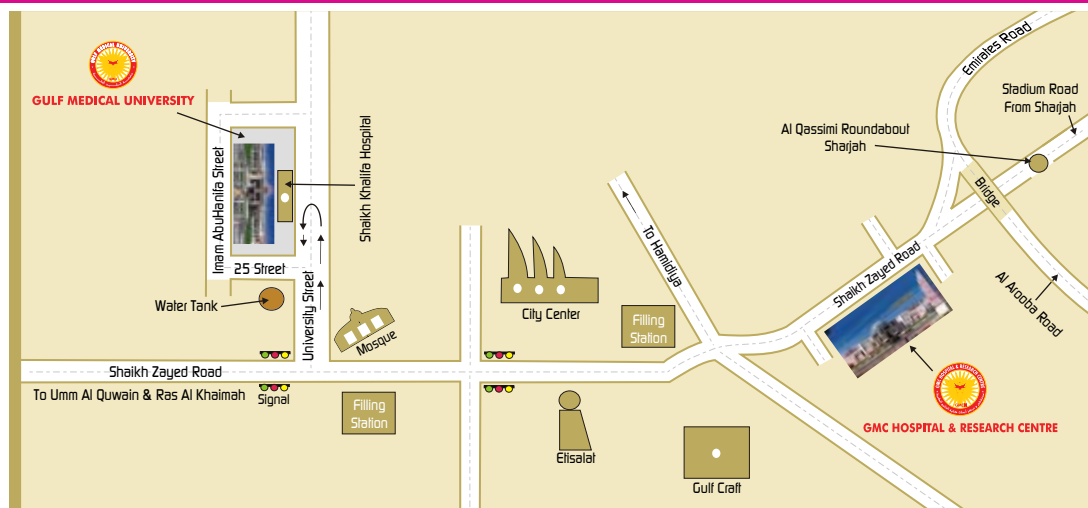 GULF MEDICAL UNIVERSITY
Imam AbuHanifa Street
Shaikh Khalifa Hospital
25 Street
Water Tank
University Street
Mosque
Shaikh Zayed Road
To Umm Al Quwain & Ras Al Khaimah
Signal
Filling
Station
City Center
Etisalat
Filling
Station
Gulf Craft
To Hamidiya
Shaikh Zayed Road
Al Qassimi Roundabout
Sharjah
Emirates Road
Stadium Road
From Sharjah
Bridge
Al Arooba Road
GMC HOSPITAL & RESEARCH CENTRE